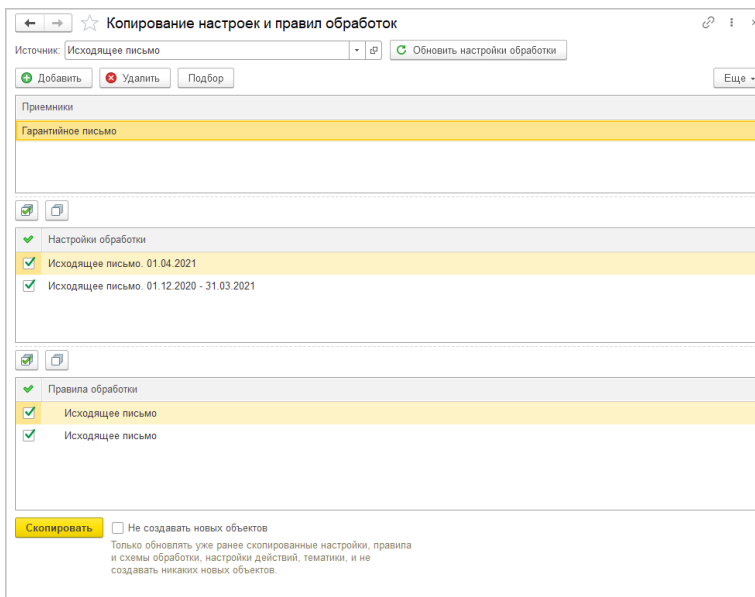 Копирование настроек и правил обработок
Источник: Исходящее письмо Обновить настройки обработки
Добавить Удалить Подбор Еще
Приемники
Гарантийное письмо
Настройки обработки
Исходящее письмо. 01.04.2021
Исходящее письмо. 01.12.2020 - 31.03.2021
Правила обработки
Исходящее письмо
Исходящее письмо
Скопировать Не создавать новых объектов
Только обновлять уже ранее скопированные настройки, правила
и схемы обработки, настройки действий, тематики, и не
создавать никаких новых объектов.